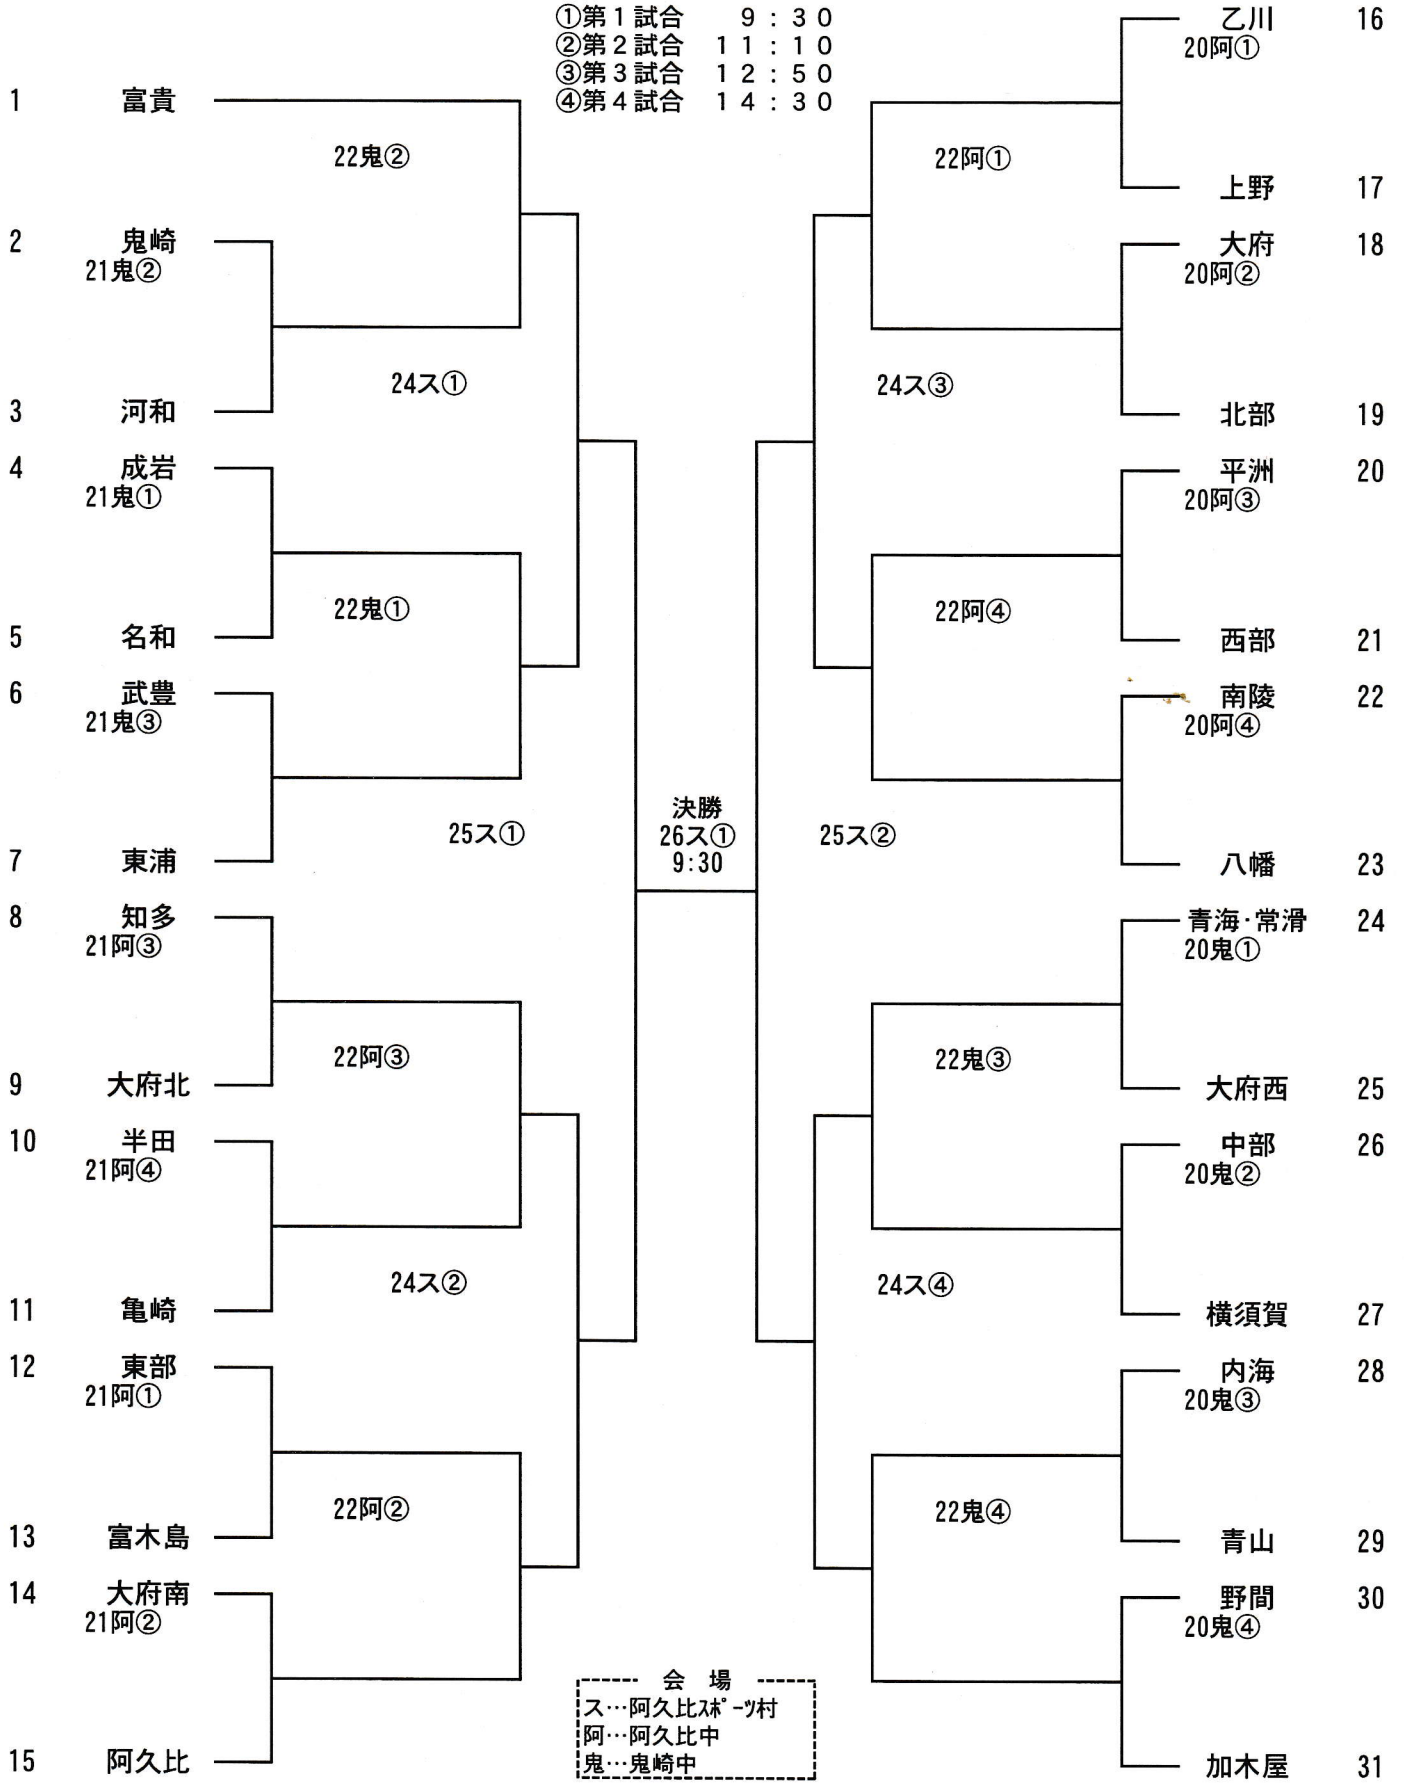 ①第1試合 9:30
②第2試合 11:10
③第3試合 12:50
④第4試合 14:30
1 富貴
22鬼②
2 鬼崎
21鬼②
24ス①
3 河和
4 成岩
21鬼①
22鬼①
5 名和
6 武豊
21鬼③
25ス①
7 東浦
8 知多
21阿③
22阿③
9 大府北
10 半田
21阿④
24ス②
11 亀崎
12 東部
21阿①
22阿②
13 富木島
14 大府南
21阿②
15 阿久比
決勝
26ス①
9:30
乙川 16
20阿①
22阿①
上野 17
大府 18
20阿②
24ス③
北部 19
平洲 20
20阿③
22阿④
西部 21
南陵 22
20阿④
25ス②
八幡 23
青海・常滑 24
20鬼①
22鬼③
大府西 25
中部 26
20鬼②
24ス④
横須賀 27
内海 28
20鬼③
22鬼④
青山 29
野間 30
20鬼④
加木屋 31
会 場
ス…阿久比ｽﾎﾟｰﾂ村
阿…阿久比中
鬼…鬼崎中